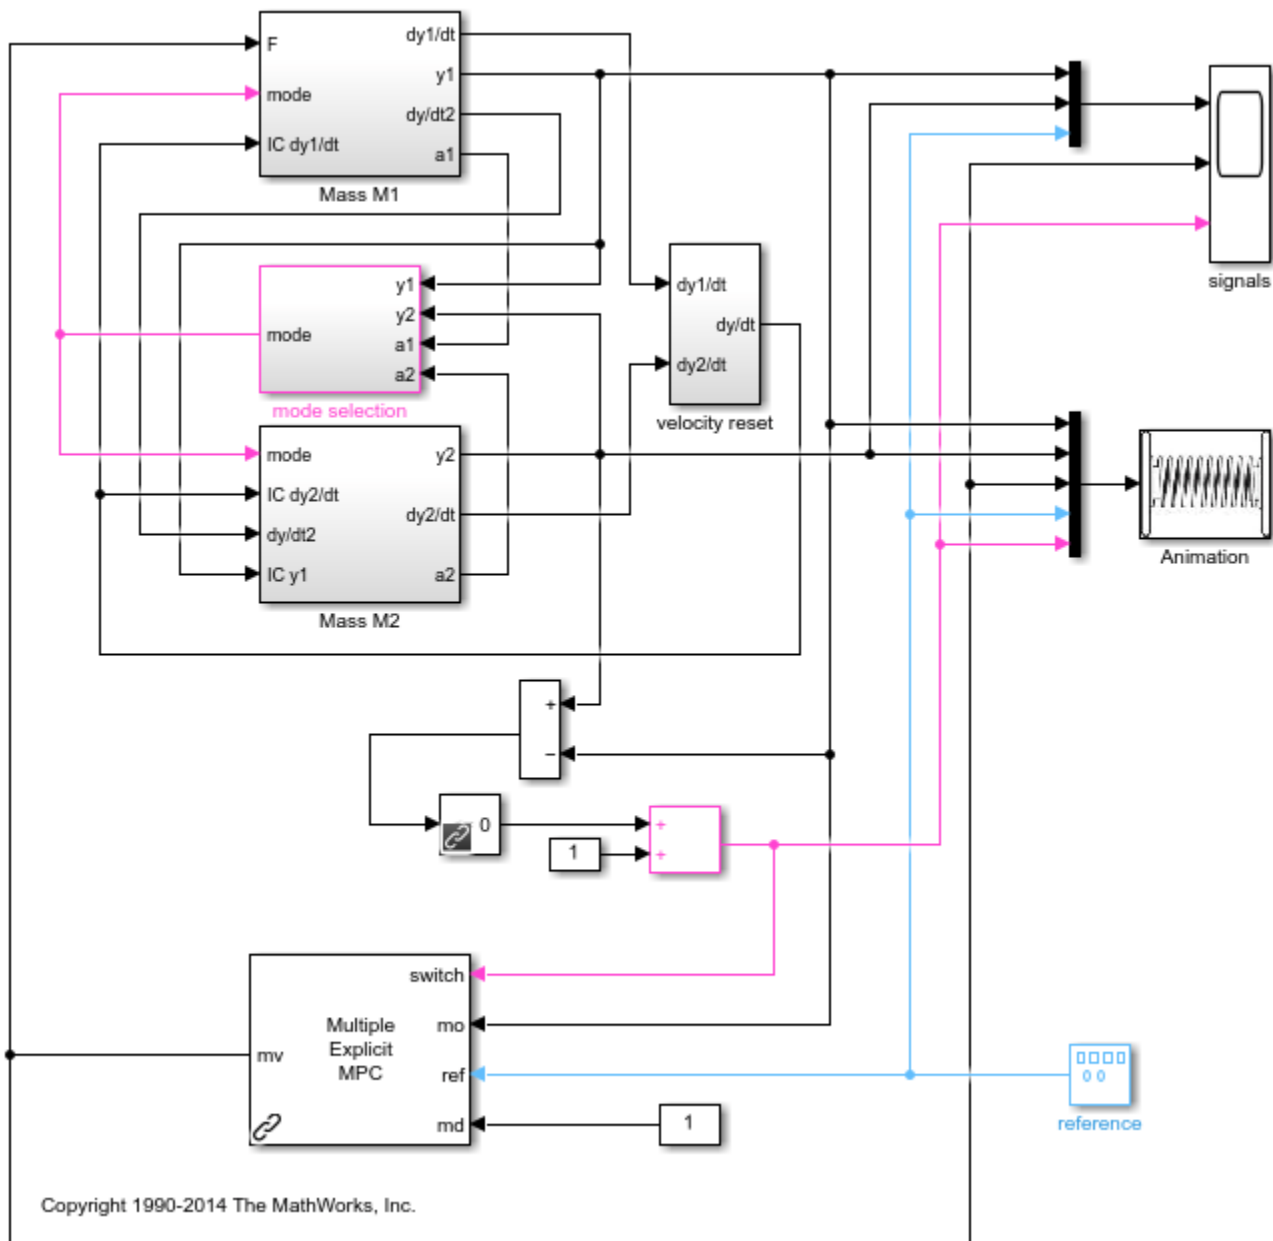 F
mode
IC dy1/dt
dy1/dt
y1
dy/dt2
a1
Mass M1
mode
y1
y2
a1
a2
mode selection
dy1/dt
dy2/dt
dy/dt
velocity reset
signals
mode
IC dy2/dt
dy/dt2
IC y1
y2
dy2/dt
a2
Mass M2
Animation
+
−
0
1
+
+
switch
mo
ref
md
mv
Multiple
Explicit
MPC
1
0 0
reference
Copyright 1990-2014 The MathWorks, Inc.